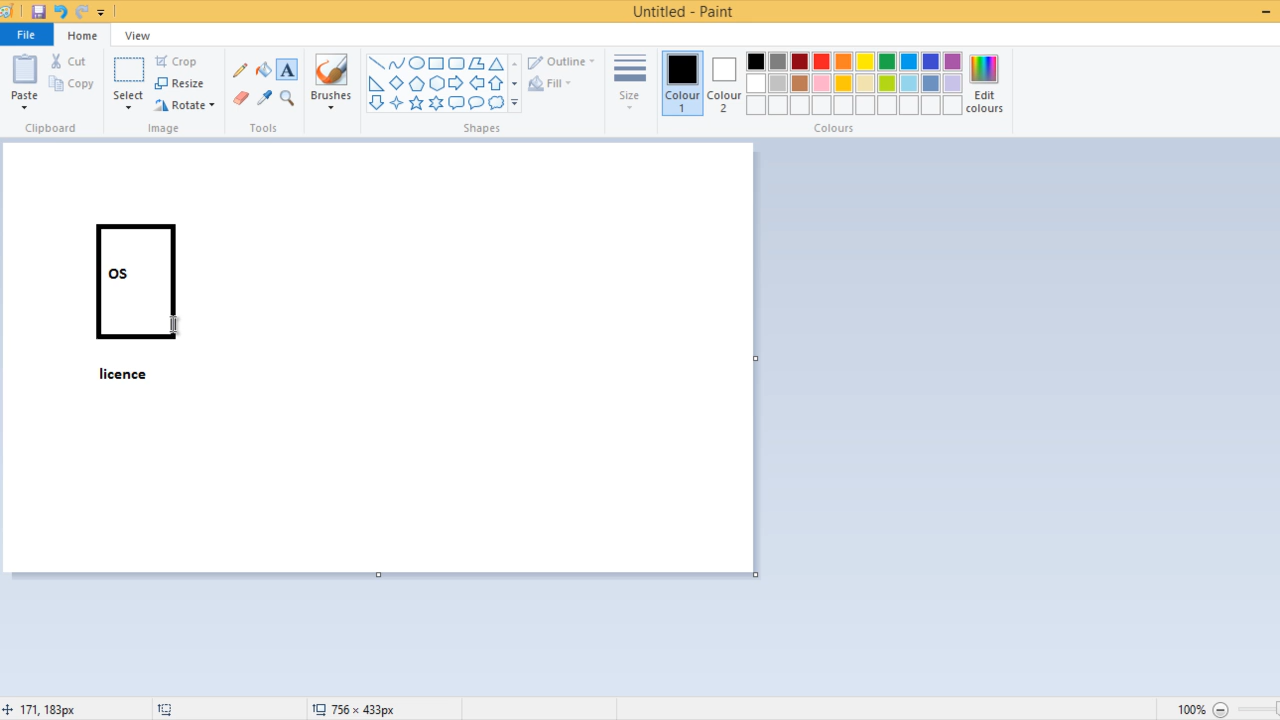 Untitled - Paint
File Home View
Paste
Cut
Copy
Clipboard
Select
Crop
Resize
Rotate
Image
A
Tools
Brushes
Outline
Fill
Shapes
Size
Colour 1
Colour 2
Edit colours
Colours
OS
licence
171, 183px
756 × 433px
100%